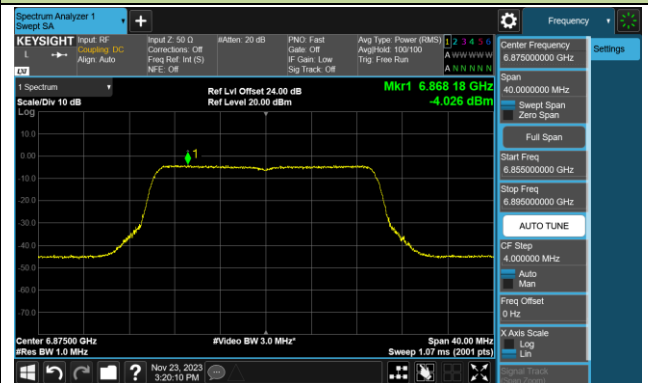 Spectrum Analyzer 1
Swept SA
Frequency
KEYSIGHT
Input: RF
Coupling: DC
Align: Auto
Input Z: 50 Ω
Corrections: Off
Freq Ref: Int (S)
NFE: Off
#Atten: 20 dB
PNO: Fast
Gate: Off
IF Gain: Low
Sig Track: Off
Avg Type: Power (RMS)
Avg|Hold: 100/100
Trig: Free Run
1 2 3 4 5 6
A W W W W W
A N N N N N
L
LXI
1 Spectrum
Scale/Div 10 dB
Log
Ref Lvl Offset 24.00 dB
Ref Level 20.00 dBm
Mkr1 6.868 18 GHz
-4.026 dBm
10.0
0.00
-10.0
-20.0
-30.0
-40.0
-50.0
-60.0
-70.0
1
Center 6.87500 GHz
#Res BW 1.0 MHz
#Video BW 3.0 MHz*
Span 40.00 MHz
Sweep 1.07 ms (2001 pts)
Nov 23, 2023
3:20:10 PM
Center Frequency
6.875000000 GHz
Settings
Span
40.0000000 MHz
Swept Span
Zero Span
Full Span
Start Freq
6.855000000 GHz
Stop Freq
6.895000000 GHz
AUTO TUNE
CF Step
4.000000 MHz
Auto
Man
Freq Offset
0 Hz
X Axis Scale
Log
Lin
Signal Track
(Span Zoom)